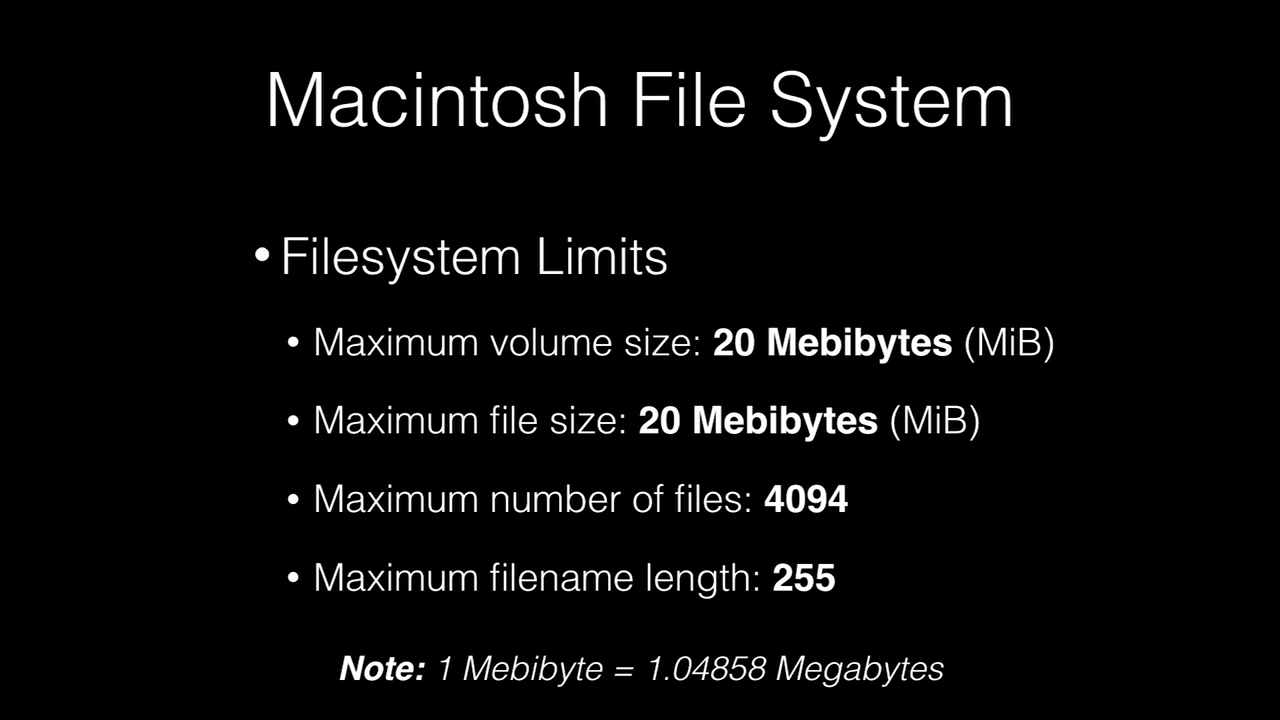 Macintosh File System
• Filesystem Limits
• Maximum volume size: 20 Mebibytes (MiB)
• Maximum file size: 20 Mebibytes (MiB)
• Maximum number of files: 4094
• Maximum filename length: 255
Note: 1 Mebibyte = 1.04858 Megabytes